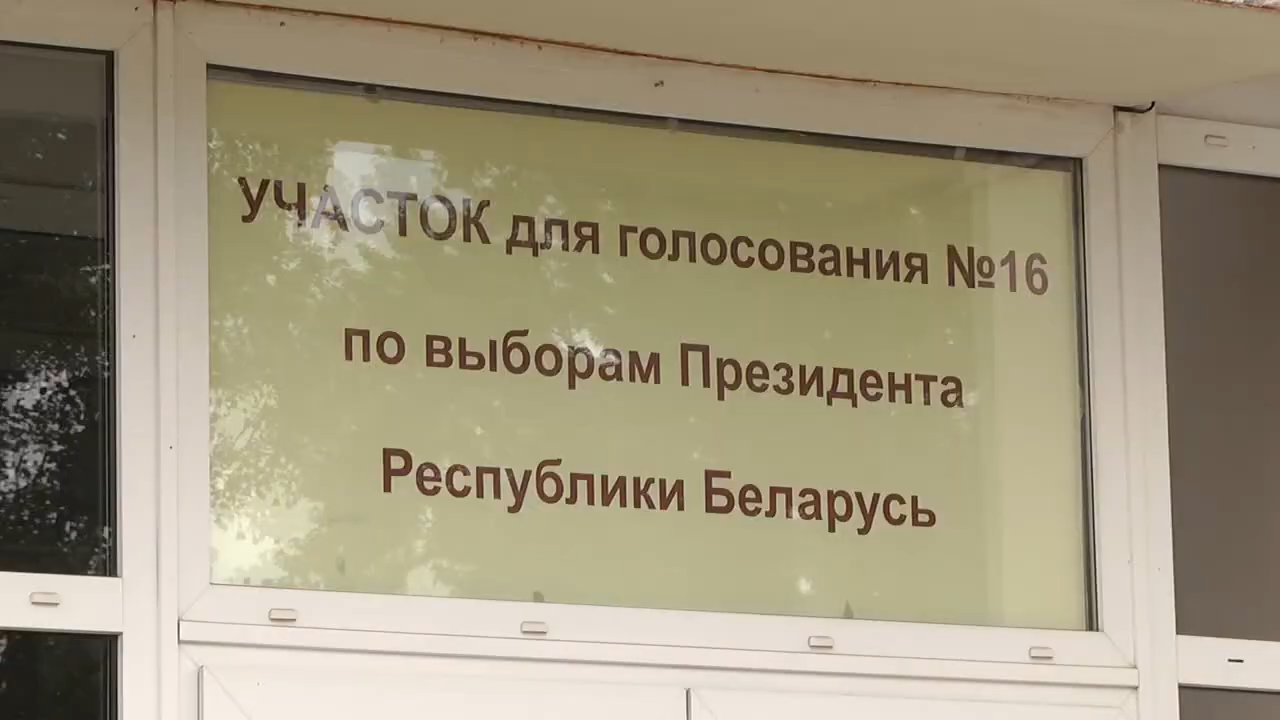 УЧАСТОК для голосования №16
по выборам Президента
Республики Беларусь